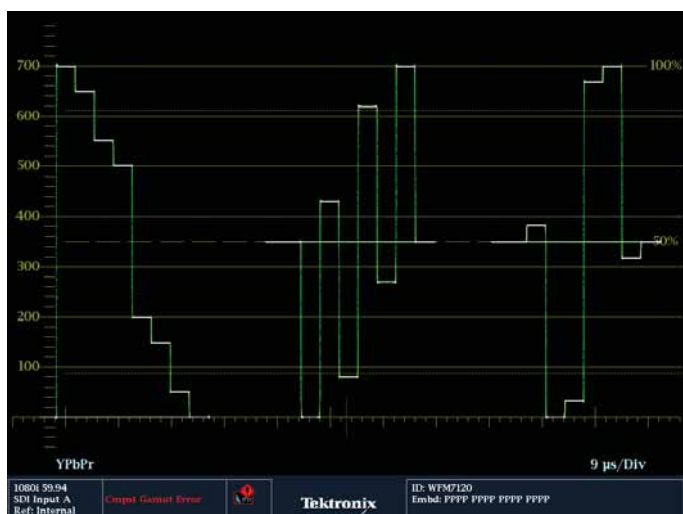 700
100%
600
500
400
50%
300
200
100
YPbPr
9 µs/Div
1080i 59.94
SDI Input A
Ref: Internal
Cmpst Gamut Error
Tektronix
ID: WFM7120
Embd: PPPP PPPP PPPP PPPP